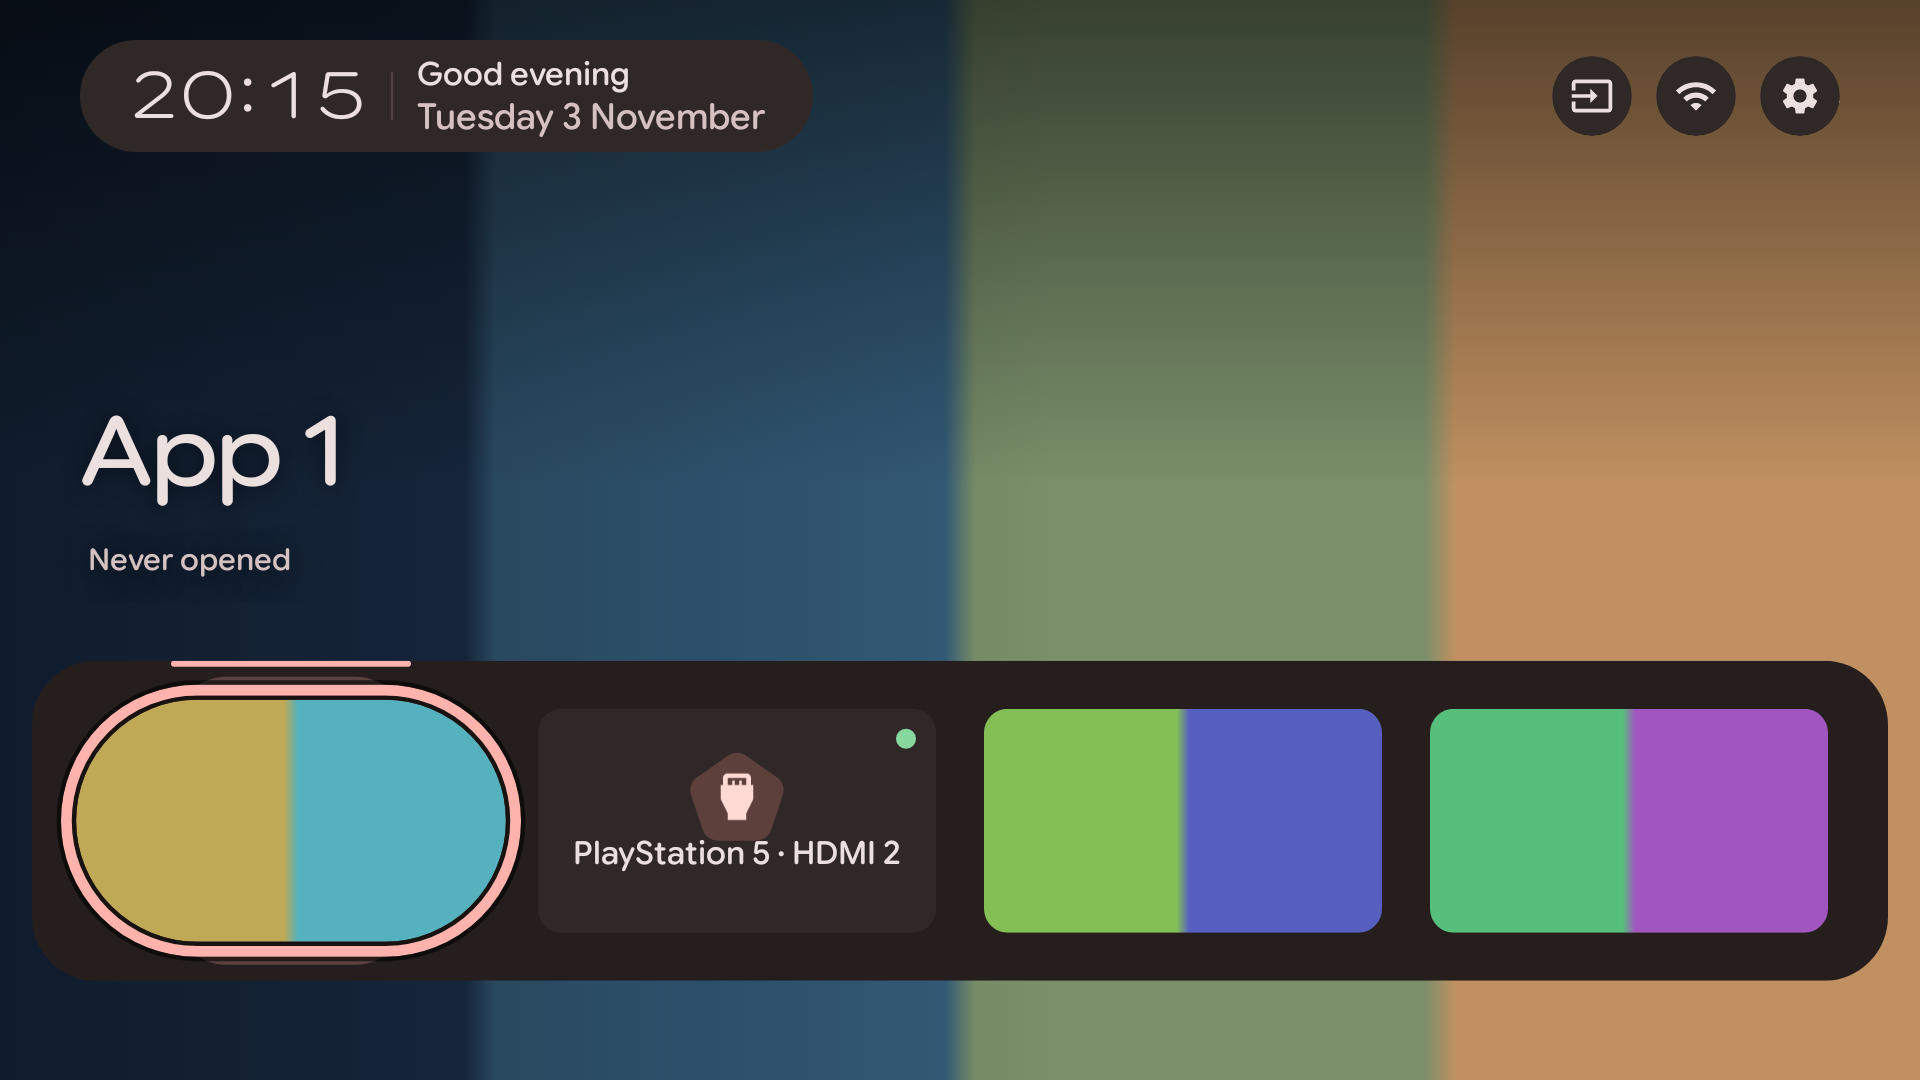 20:15
Good evening
Tuesday 3 November
App 1
Never opened
PlayStation 5 · HDMI 2